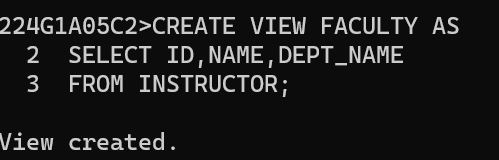 224G1A05C2>CREATE VIEW FACULTY AS
2 SELECT ID,NAME,DEPT_NAME
3 FROM INSTRUCTOR;
View created.